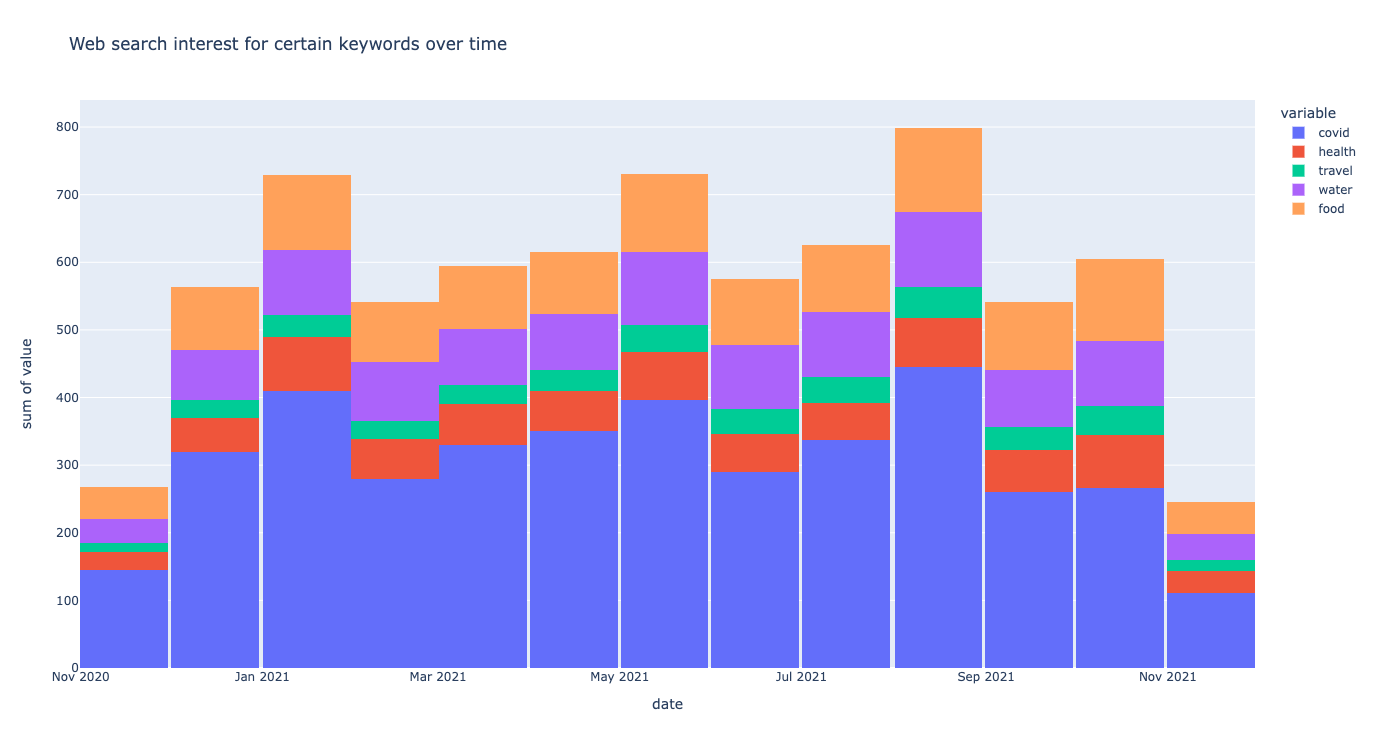 Web search interest for certain keywords over time
variable
covid
health
travel
water
food
800
700
600
500
400
300
200
100
0
sum of value
Nov 2020
Jan 2021
Mar 2021
May 2021
Jul 2021
Sep 2021
Nov 2021
date